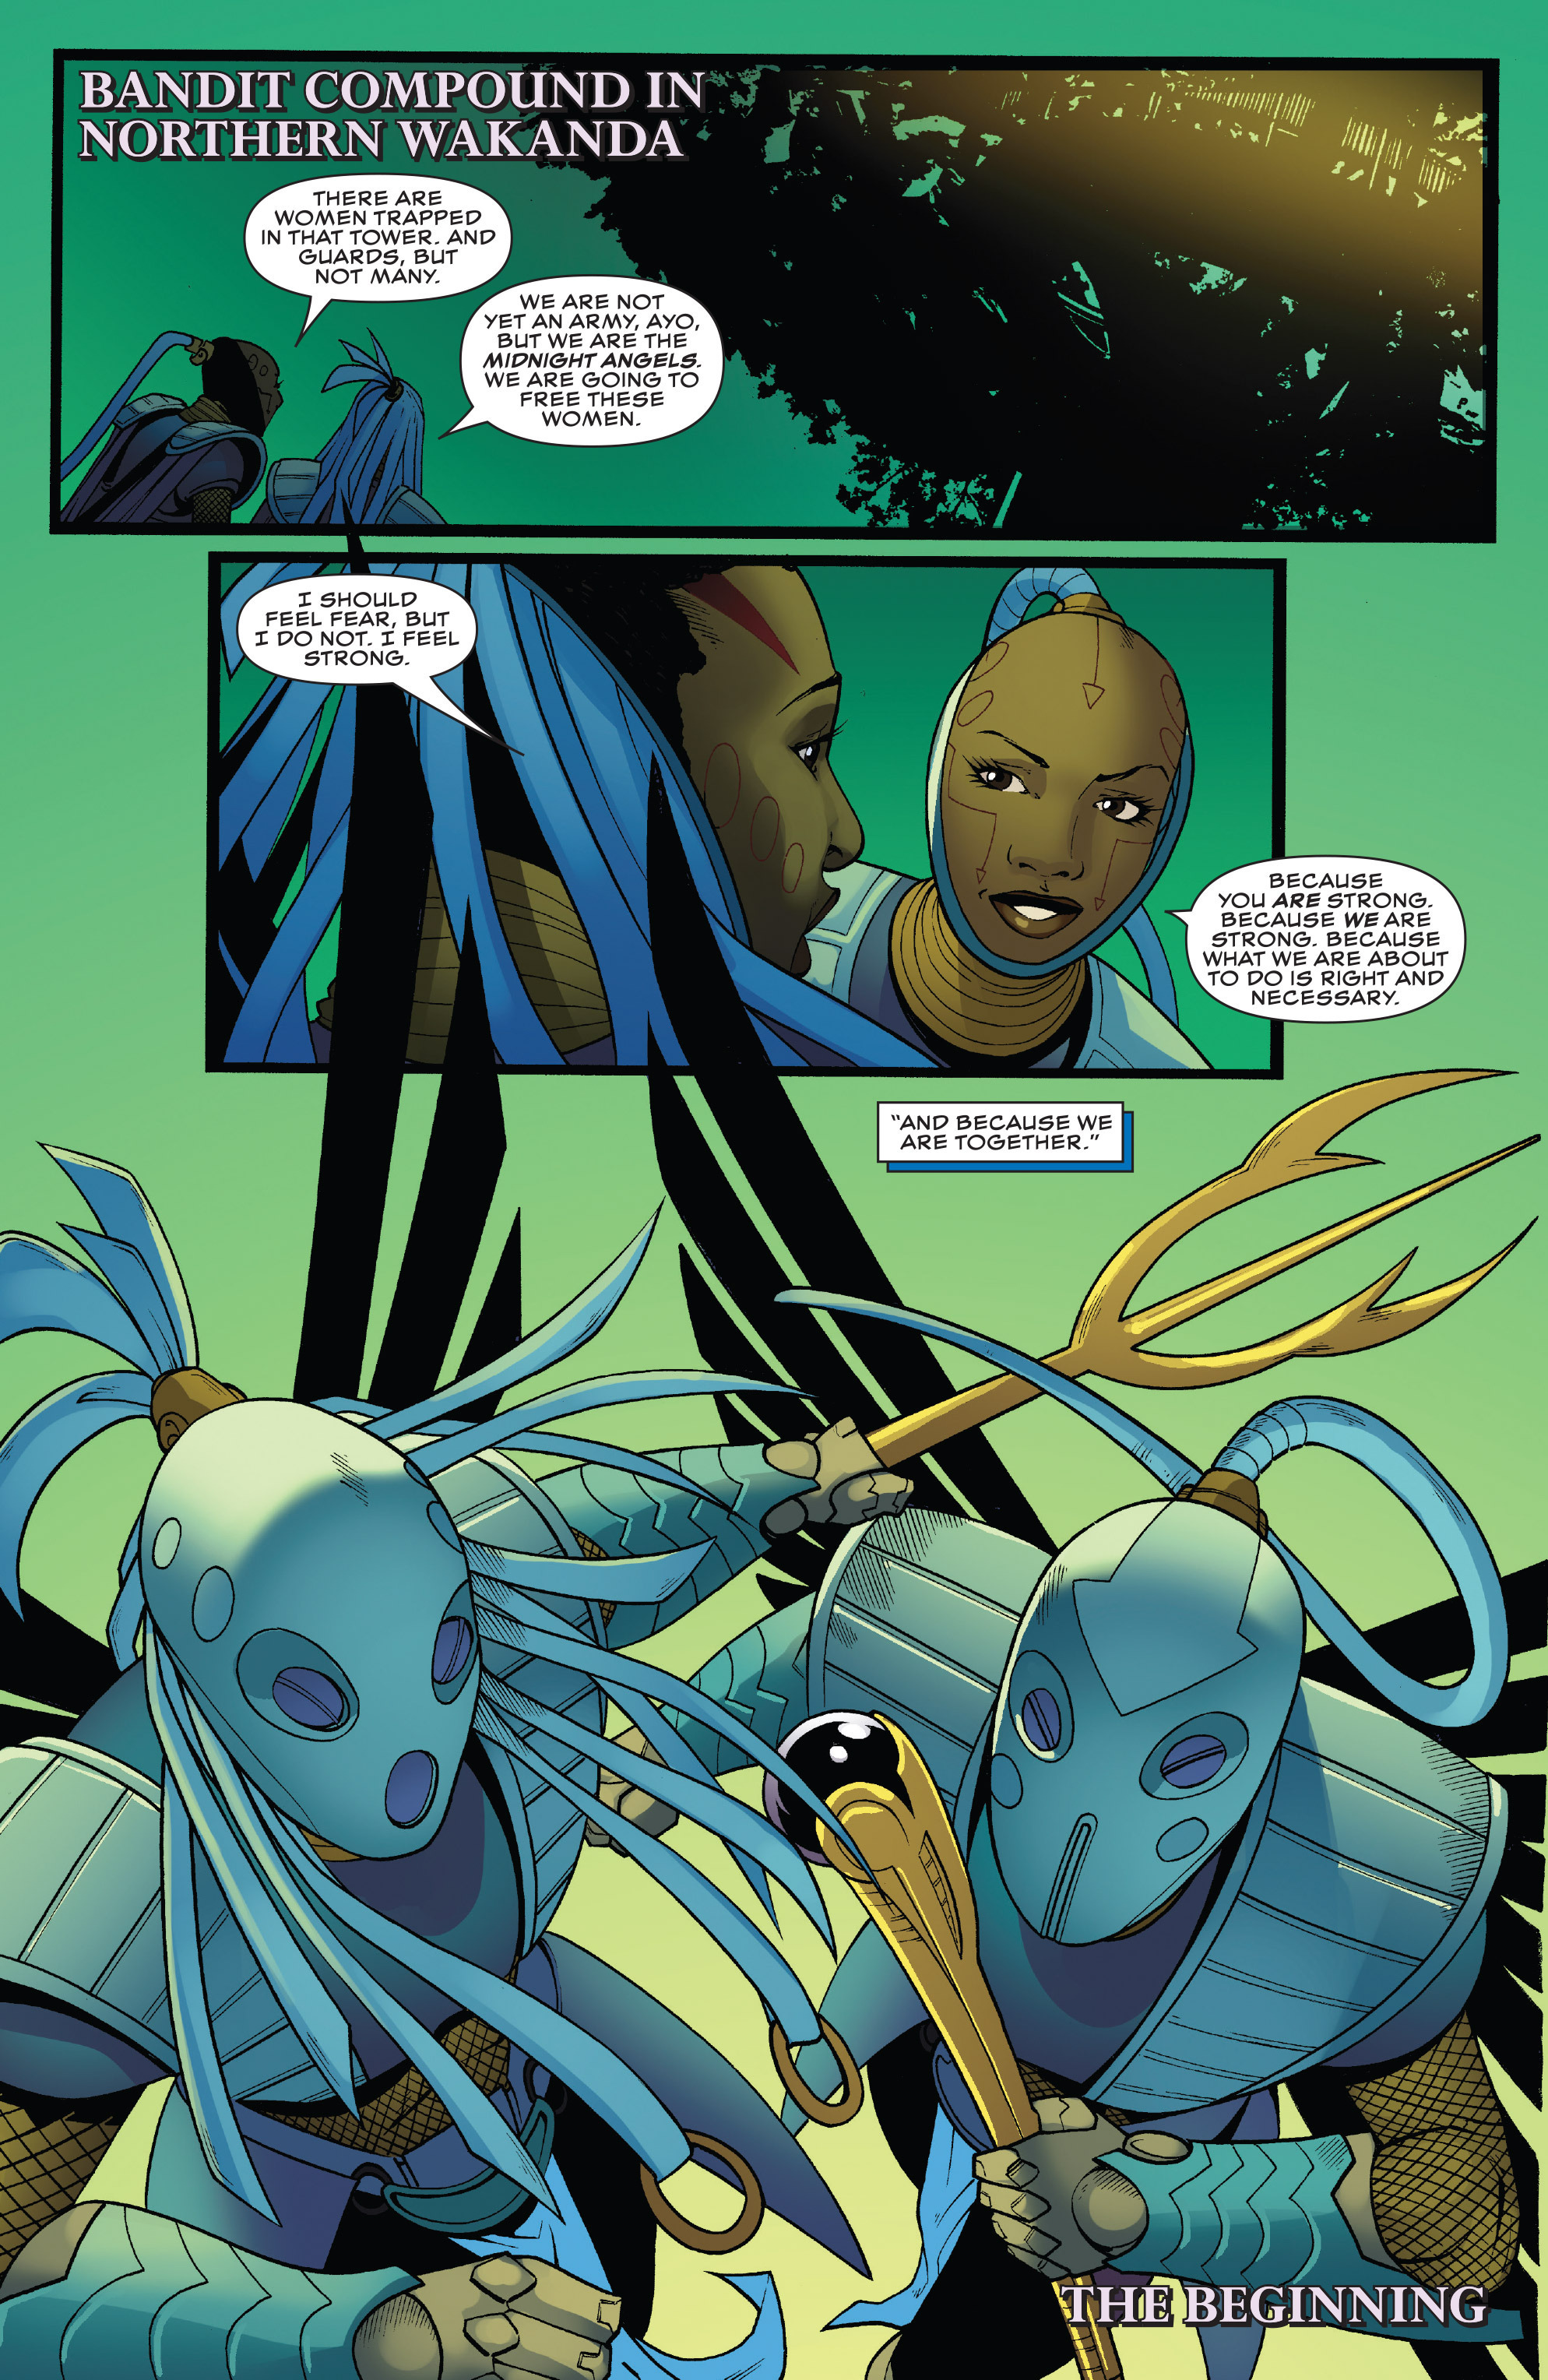 BANDIT COMPOUND IN
NORTHERN WAKANDA
THERE ARE
WOMEN TRAPPED
IN THAT TOWER. AND
GUARDS, BUT
NOT MANY.
WE ARE NOT
YET AN ARMY, AYO,
BUT WE ARE THE
MIDNIGHT ANGELS.
WE ARE GOING TO
FREE THESE
WOMEN.
I SHOULD
FEEL FEAR, BUT
I DO NOT. I FEEL
STRONG.
BECAUSE
YOU ARE STRONG.
BECAUSE WE ARE
STRONG. BECAUSE
WHAT WE ARE ABOUT
TO DO IS RIGHT AND
NECESSARY.
"AND BECAUSE WE
ARE TOGETHER."
THE BEGINNING